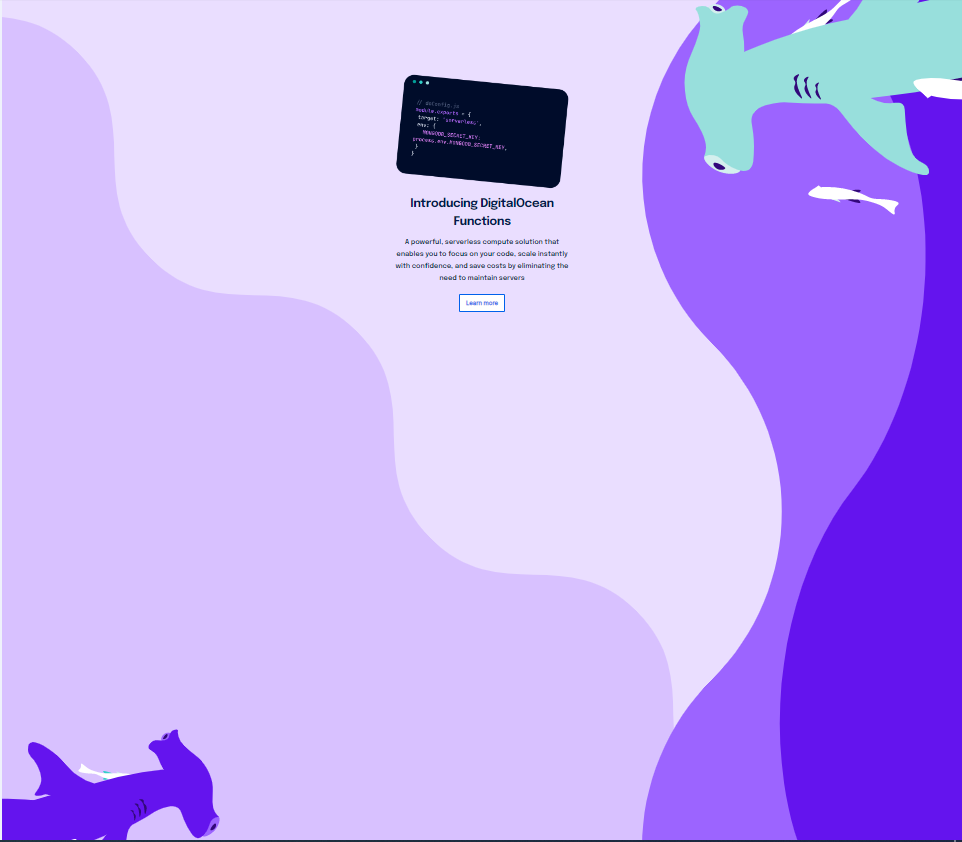 // dotconfig.js
module.exports = {
target: 'serverless',
env: {
MONGODB_SECRET_KEY:
process.env.MONGODB_SECRET_KEY,
}
}
Introducing DigitalOcean
Functions
A powerful, serverless compute solution that
enables you to focus on your code, scale instantly
with confidence, and save costs by eliminating the
need to maintain servers
Learn more